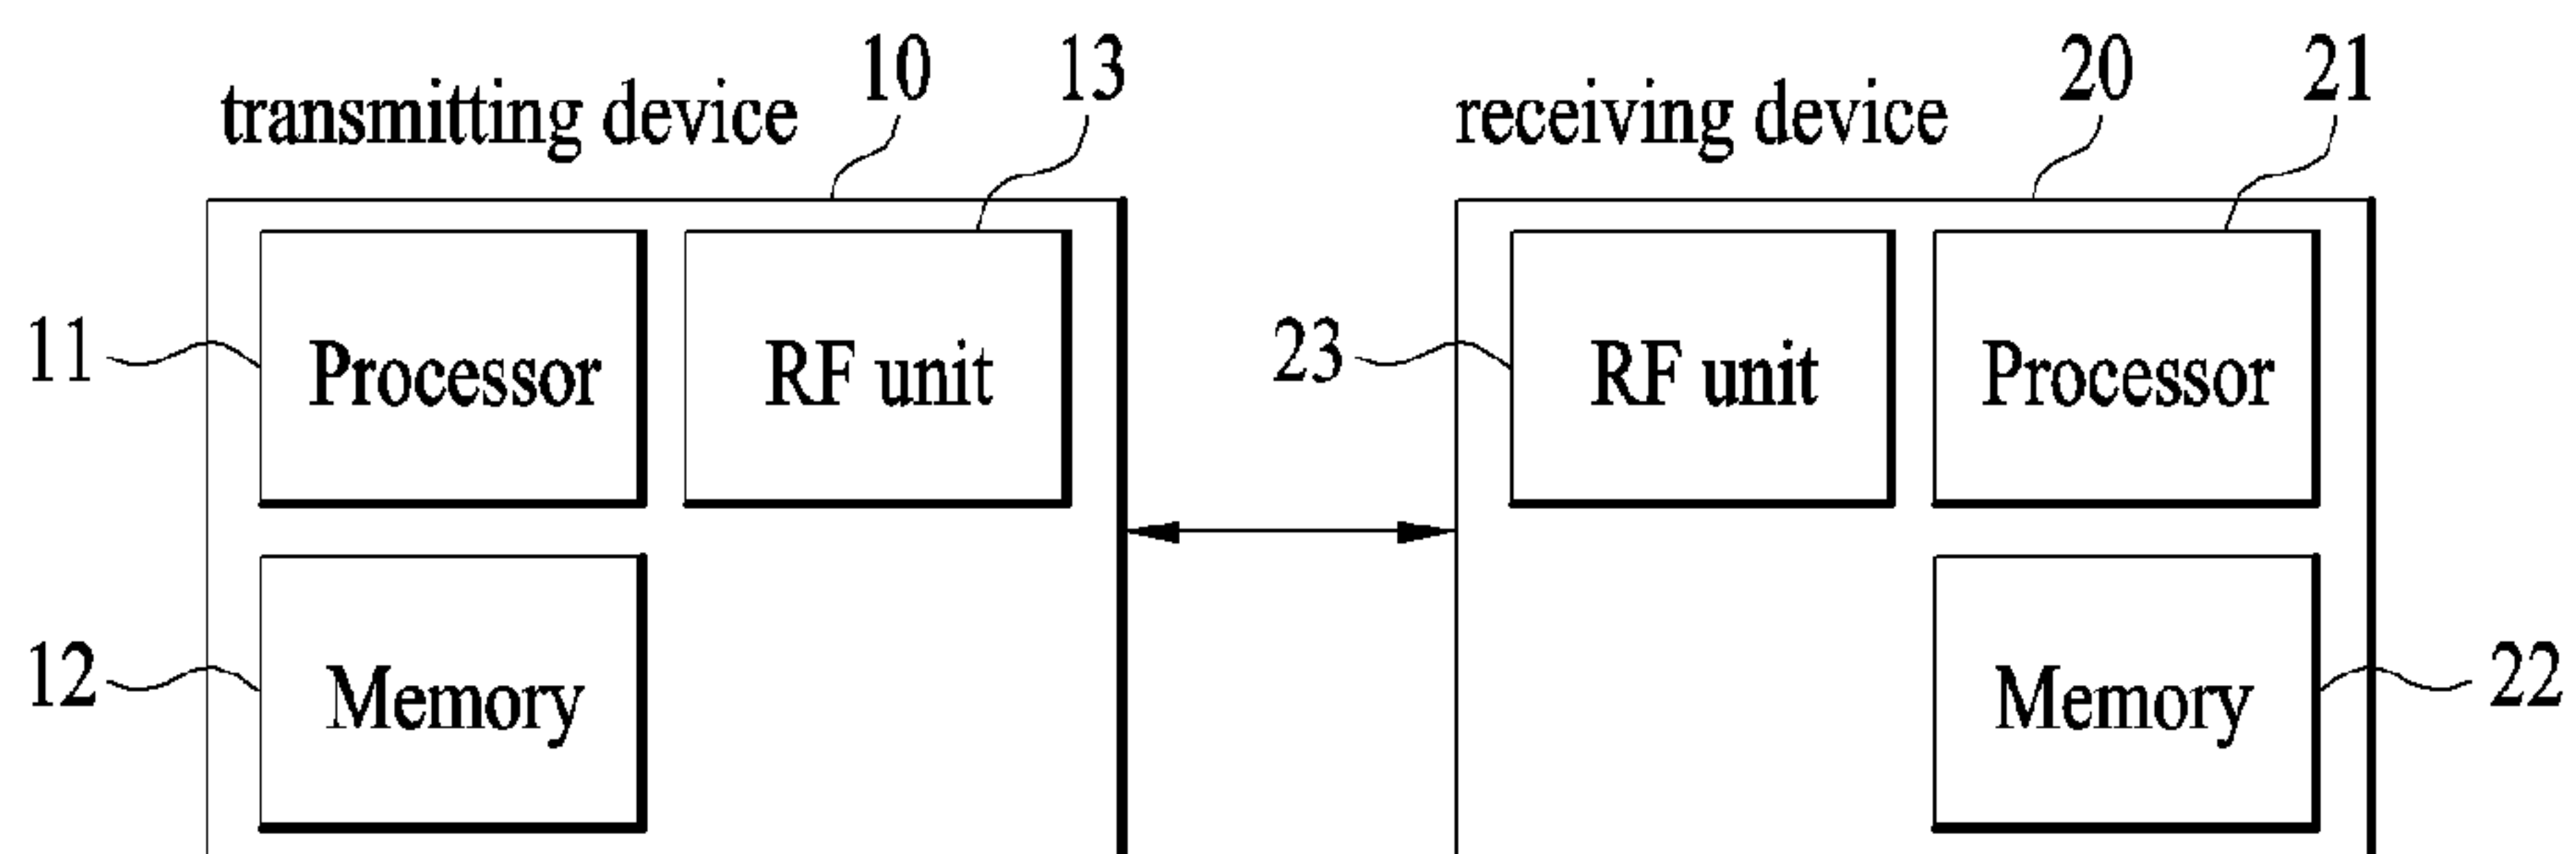 transmitting device 10 13
receiving device 20 21
11 Processor RF unit
23 RF unit Processor
12 Memory
Memory 22